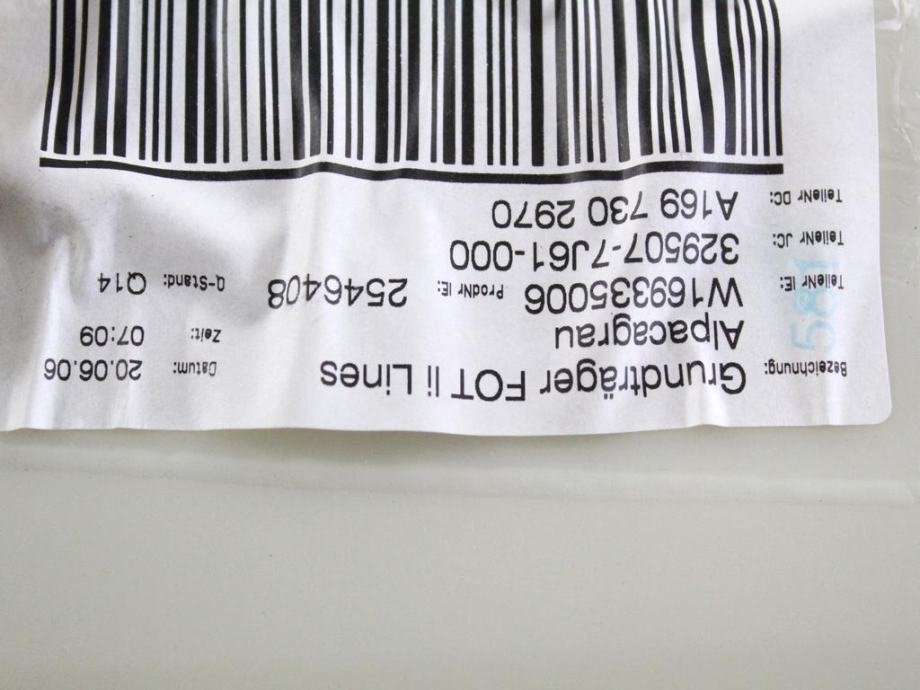 Bezeichnung: Grundträger FOT li Lines Datum: 20.06.06
Alpacagrau Zeit: 07:09
TeileNr IE: W169335006 ProdNr IE: 2546408 Q-Stand: Q14
TeileNr JC: 329507-7J61-000
TeileNr DC: A169 730 2970
581